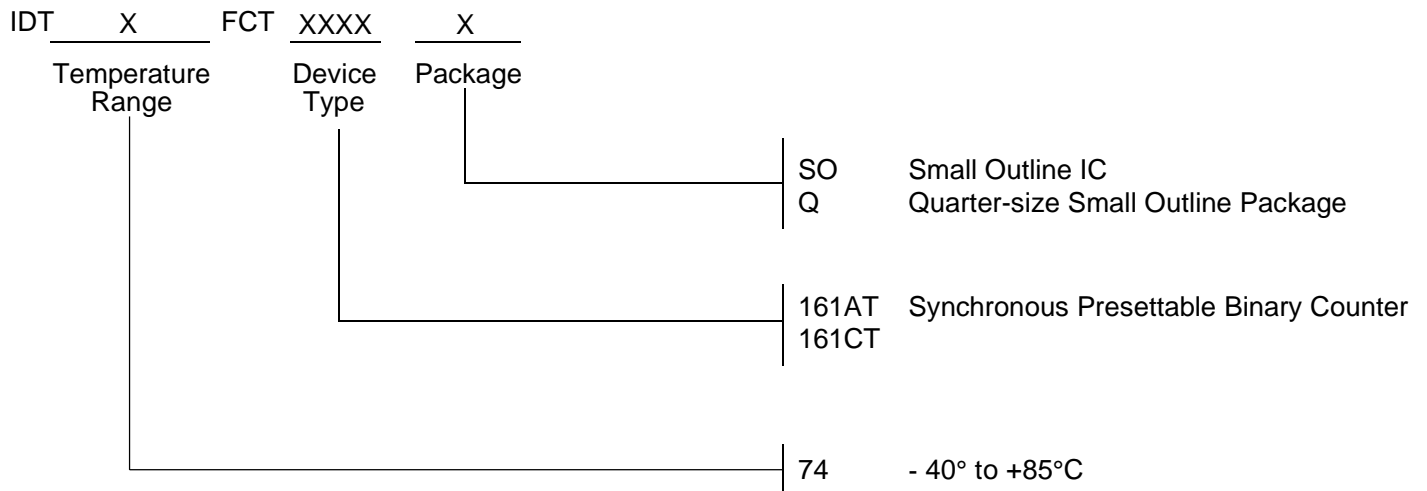 IDT X FCT XXXX X
Temperature Range
Device Type
Package
SO Small Outline IC
Q Quarter-size Small Outline Package
161AT Synchronous Presettable Binary Counter
161CT
74 - 40° to +85°C